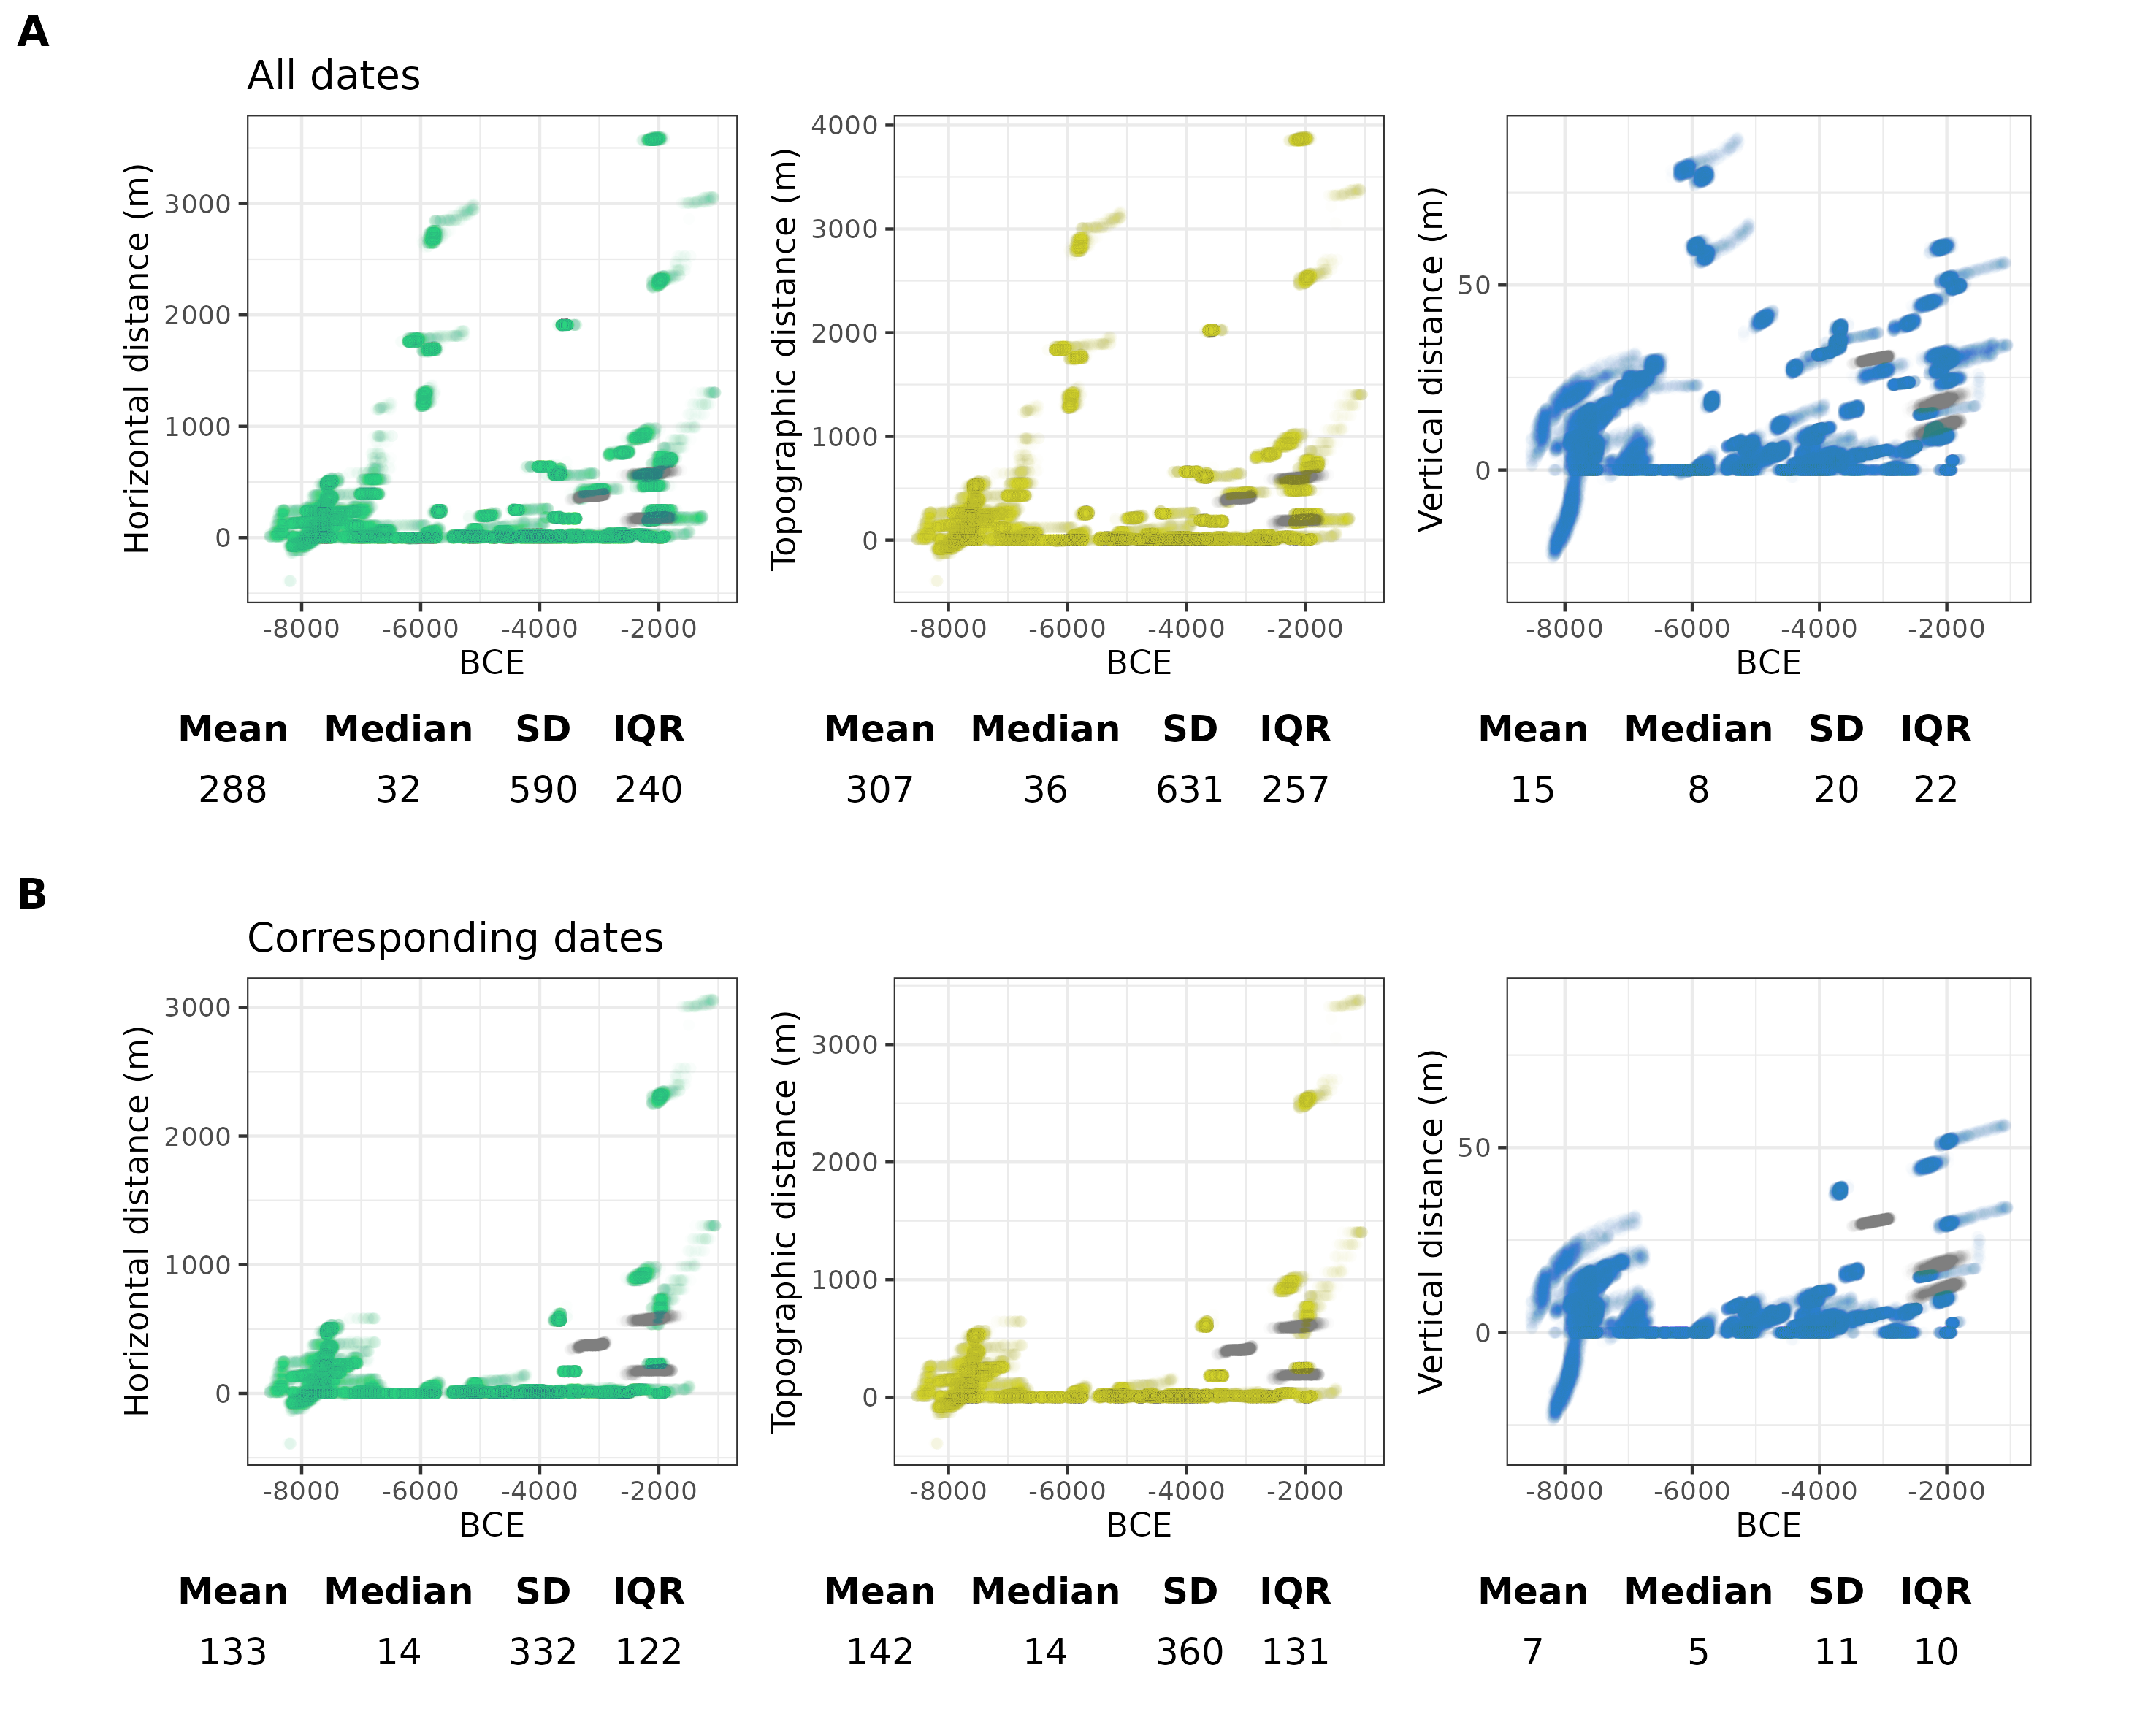 A
All dates
Horizontal distance (m)
3000
2000
1000
0
-8000 -6000 -4000 -2000
BCE
Mean Median SD IQR
288 32 590 240
Topographic distance (m)
4000
3000
2000
1000
0
-8000 -6000 -4000 -2000
BCE
Mean Median SD IQR
307 36 631 257
Vertical distance (m)
50
0
-8000 -6000 -4000 -2000
BCE
Mean Median SD IQR
15 8 20 22
B
Corresponding dates
Horizontal distance (m)
3000
2000
1000
0
-8000 -6000 -4000 -2000
BCE
Mean Median SD IQR
133 14 332 122
Topographic distance (m)
3000
2000
1000
0
-8000 -6000 -4000 -2000
BCE
Mean Median SD IQR
142 14 360 131
Vertical distance (m)
50
0
-8000 -6000 -4000 -2000
BCE
Mean Median SD IQR
7 5 11 10